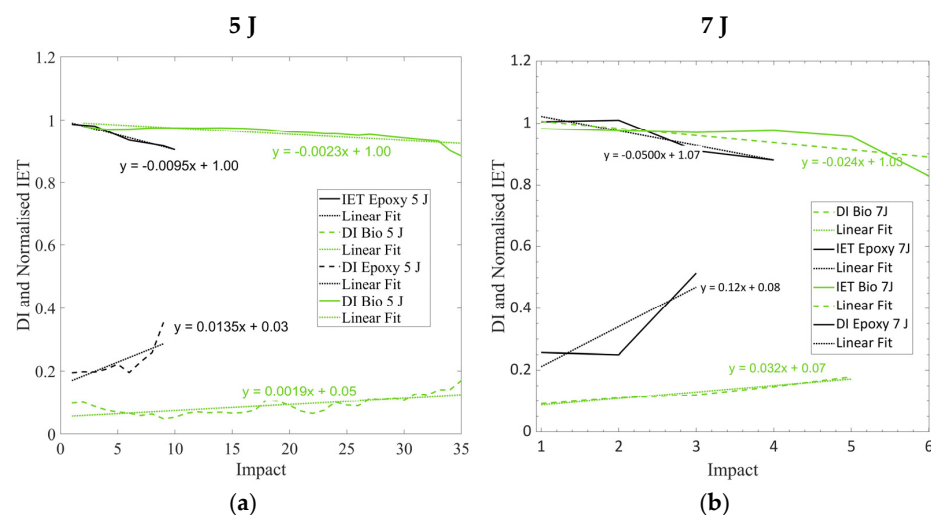 5 J
7 J
1.2
1
0.8
0.6
0.4
0.2
0
DI and Normalised IET
y = -0.0095x + 1.00
y = -0.0023x + 1.00
IET Epoxy 5 J
Linear Fit
DI Bio 5 J
Linear Fit
DI Epoxy 5 J
Linear Fit
DI Bio 5 J
Linear Fit
y = 0.0135x + 0.03
y = 0.0019x + 0.05
0 5 10 15 20 25 30 35
Impact
(a)
1.2
1
0.8
0.6
0.4
0.2
0
DI and Normalised IET
y = -0.0500x + 1.07
y = -0.024x + 1.03
DI Bio 7J
Linear Fit
IET Epoxy 7J
Linear Fit
IET Bio 7J
Linear Fit
DI Epoxy 7 J
Linear Fit
y = 0.12x + 0.08
y = 0.032x + 0.07
1 2 3 4 5 6
Impact
(b)